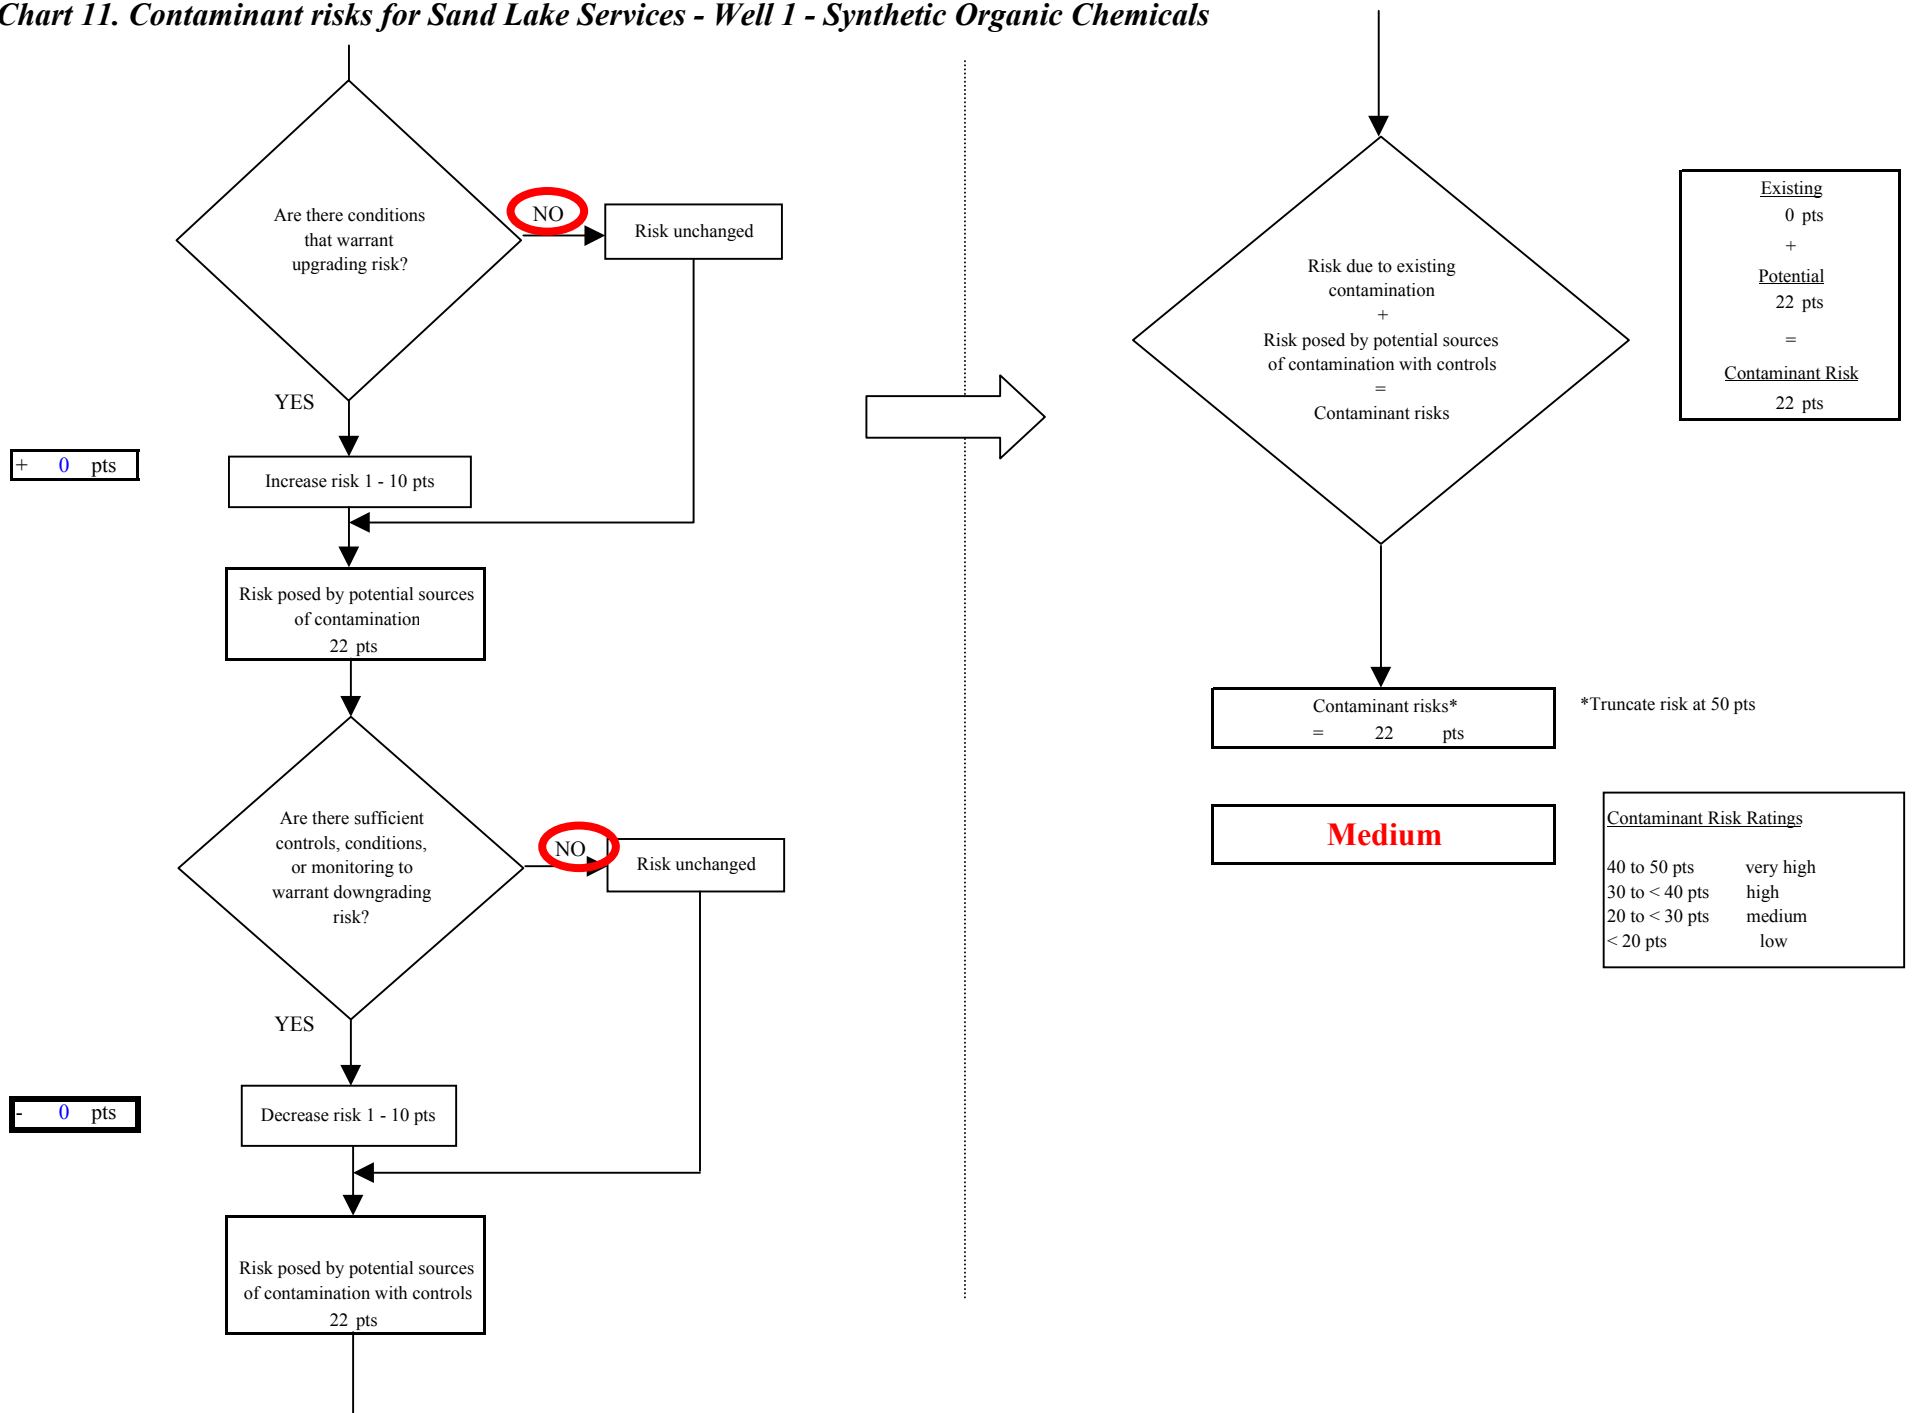 Chart 11. Contaminant risks for Sand Lake Services - Well 1 - Synthetic Organic Chemicals
Are there conditions
that warrant
upgrading risk?
NO
Risk unchanged
YES
+ 0 pts
Increase risk 1 - 10 pts
Risk posed by potential sources
of contamination
22 pts
Are there sufficient
controls, conditions,
or monitoring to
warrant downgrading
risk?
NO
Risk unchanged
YES
- 0 pts
Decrease risk 1 - 10 pts
Risk posed by potential sources
of contamination with controls
22 pts
Risk due to existing
contamination
+
Risk posed by potential sources
of contamination with controls
=
Contaminant risks
Existing
0 pts
+
Potential
22 pts
=
Contaminant Risk
22 pts
Contaminant risks*
= 22 pts
*Truncate risk at 50 pts
Medium
Contaminant Risk Ratings
40 to 50 pts very high
30 to < 40 pts high
20 to < 30 pts medium
< 20 pts low